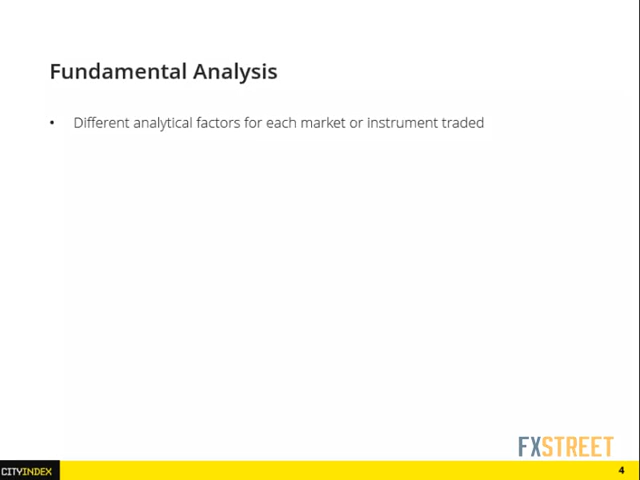 Fundamental Analysis
• Different analytical factors for each market or instrument traded
FXSTREET
CITYINDEX
4